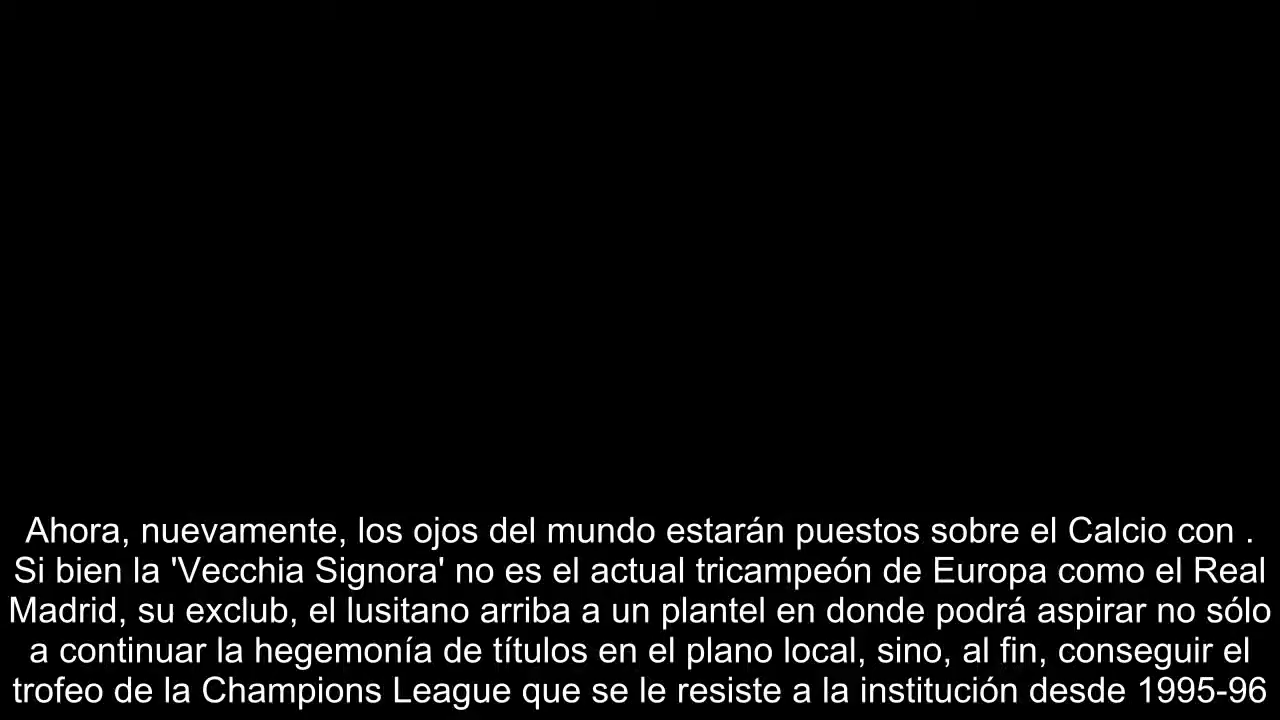 Ahora, nuevamente, los ojos del mundo estarán puestos sobre el Calcio con .
Si bien la 'Vecchia Signora' no es el actual tricampeón de Europa como el Real
Madrid, su exclub, el lusitano arriba a un plantel en donde podrá aspirar no sólo
a continuar la hegemonía de títulos en el plano local, sino, al fin, conseguir el
trofeo de la Champions League que se le resiste a la institución desde 1995-96